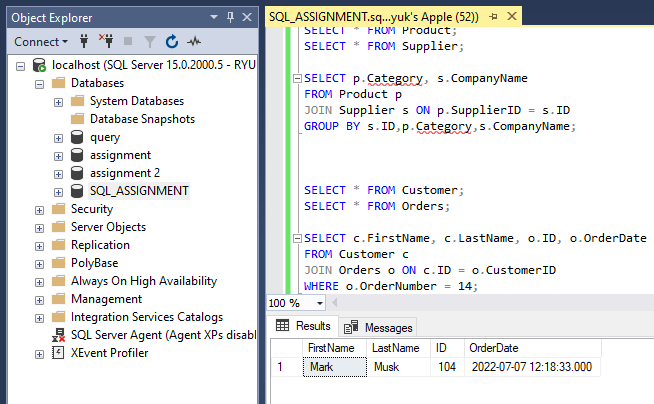 Object Explorer
Connect
localhost (SQL Server 15.0.2000.5 - RYU
Databases
System Databases
Database Snapshots
query
assignment
assignment 2
SQL_ASSIGNMENT
Security
Server Objects
Replication
PolyBase
Always On High Availability
Management
Integration Services Catalogs
SQL Server Agent (Agent XPs disabl
XEvent Profiler
SQL_ASSIGNMENT.sq...yuk's Apple (52))
SELECT * FROM Product;
SELECT * FROM Supplier;
SELECT p.Category, s.CompanyName
FROM Product p
JOIN Supplier s ON p.SupplierID = s.ID
GROUP BY s.ID,p.Category,s.CompanyName;
SELECT * FROM Customer;
SELECT * FROM Orders;
SELECT c.FirstName, c.LastName, o.ID, o.OrderDate
FROM Customer c
JOIN Orders o ON c.ID = o.CustomerID
WHERE o.OrderNumber = 14;
100 %
Results Messages
FirstName LastName ID OrderDate
1 Mark Musk 104 2022-07-07 12:18:33.000